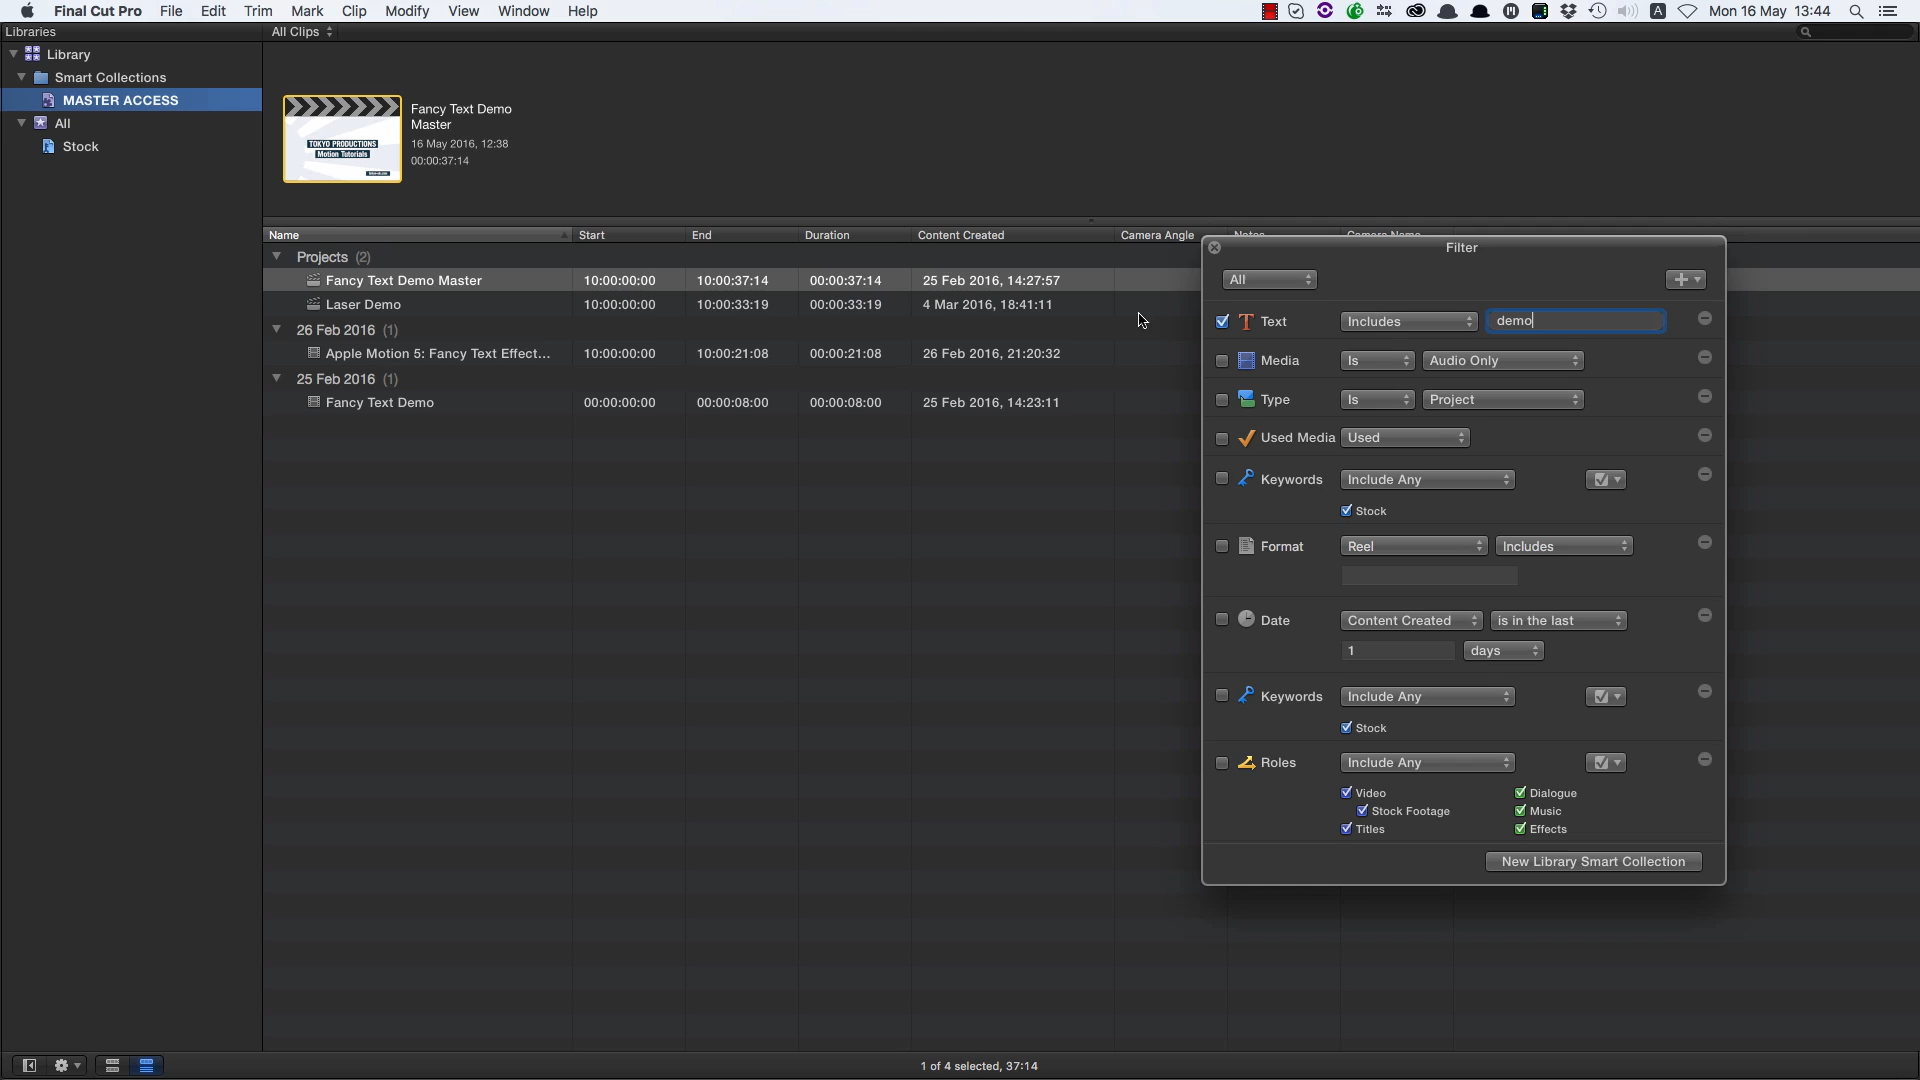 Final Cut Pro File Edit Trim Mark Clip Modify View Window Help A Mon 16 May 13:44
Libraries All Clips
Library
Smart Collections
MASTER ACCESS
All
Stock
Fancy Text Demo
Master
16 May 2016, 12:38
00:00:37:14
TOKYO PRODUCTIONS
Motion Tutorials
Name Start End Duration Content Created Camera Angle Notes Camera Name
Projects (2)
Fancy Text Demo Master 10:00:00:00 10:00:37:14 00:00:37:14 25 Feb 2016, 14:27:57
Laser Demo 10:00:00:00 10:00:33:19 00:00:33:19 4 Mar 2016, 18:41:11
26 Feb 2016 (1)
Apple Motion 5: Fancy Text Effect... 10:00:00:00 10:00:21:08 00:00:21:08 26 Feb 2016, 21:20:32
25 Feb 2016 (1)
Fancy Text Demo 00:00:00:00 00:00:08:00 00:00:08:00 25 Feb 2016, 14:23:11
Filter
All
Text Includes demo
Media Is Audio Only
Type Is Project
Used Media Used
Keywords Include Any
Stock
Format Reel Includes
Date Content Created is in the last
1 days
Keywords Include Any
Stock
Roles Include Any
Video Dialogue
Stock Footage Music
Titles Effects
New Library Smart Collection
1 of 4 selected, 37:14